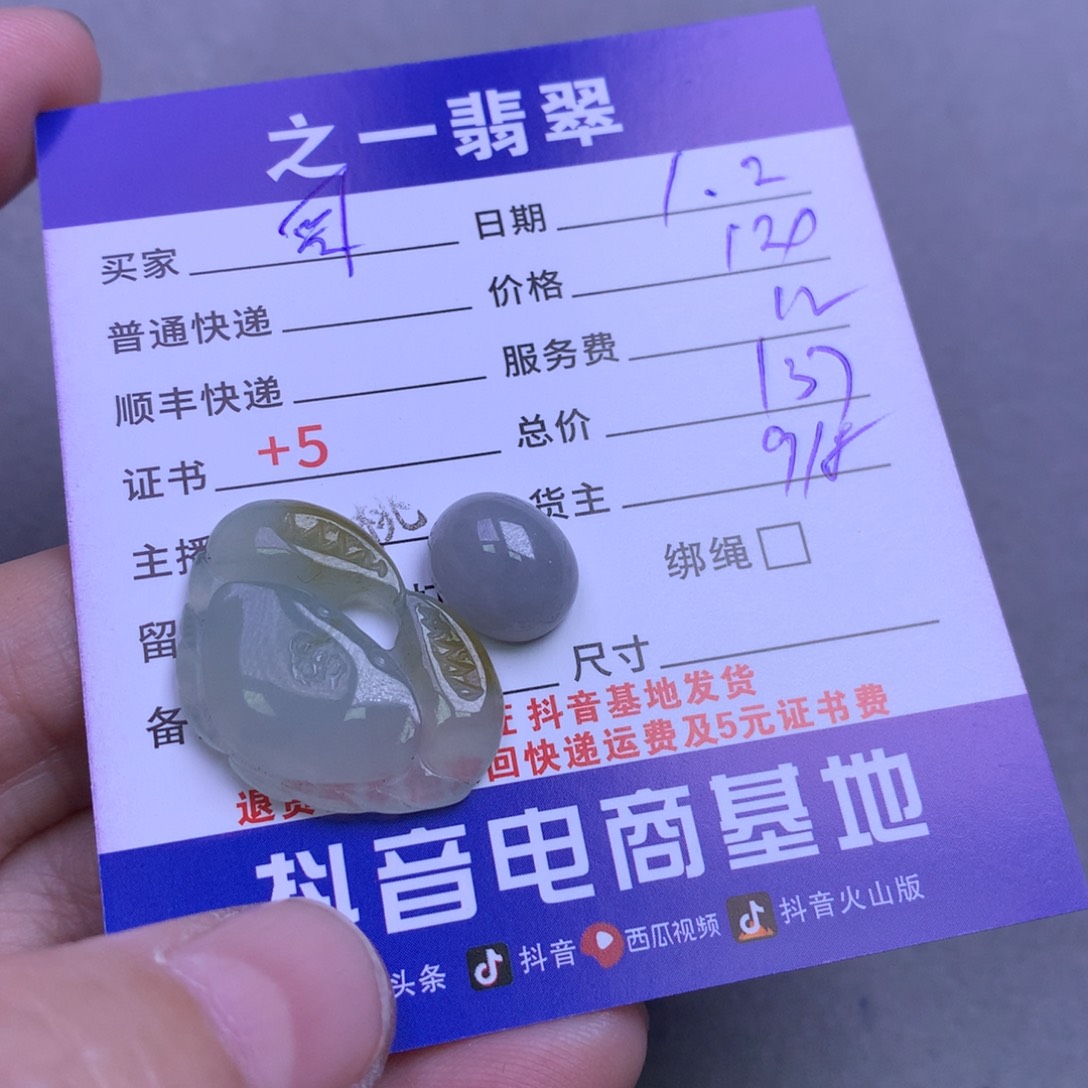 之一翡翠
买家 日期 1.2
普通快递 价格 120
顺丰快递 服务费 12
证书 +5 总价 137
主播 桃 货主 918
绑绳
留
尺寸
备
在抖音基地发货
退货 回快递运费及5元证书费
抖音电商基地
头条 抖音 西瓜视频 抖音火山版